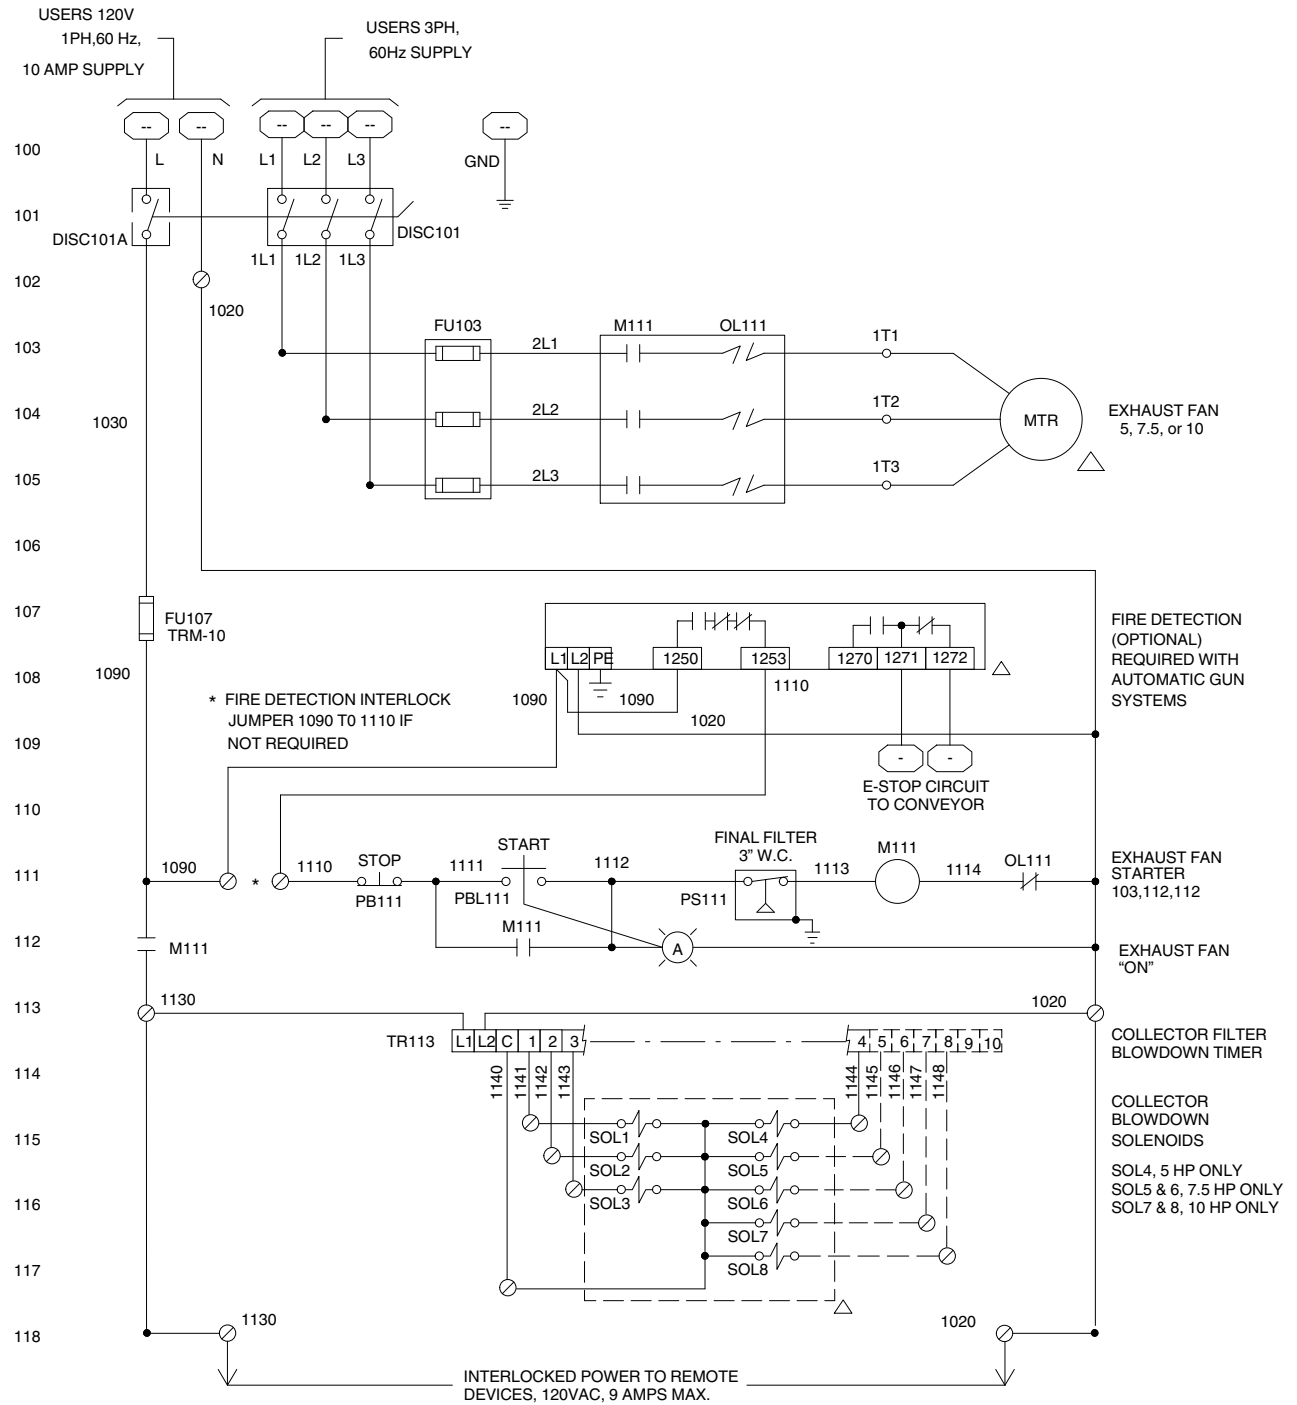 USERS 120V
1PH,60 Hz,
10 AMP SUPPLY
USERS 3PH,
60Hz SUPPLY
-- -- -- -- -- --
100
L N L1 L2 L3 GND
101
DISC101A
DISC101
1L1 1L2 1L3
102
1020
FU103 M111 OL111
103
2L1 1T1
104
1030
2L2 1T2
MTR
EXHAUST FAN
5, 7.5, or 10
105
2L3 1T3
106
107
FU107
TRM-10
FIRE DETECTION
(OPTIONAL)
REQUIRED WITH
AUTOMATIC GUN
SYSTEMS
L1 L2 PE 1250 1253 1270 1271 1272
108
1090
1090 1090 1110
1020
* FIRE DETECTION INTERLOCK
JUMPER 1090 T0 1110 IF
NOT REQUIRED
109
- -
E-STOP CIRCUIT
TO CONVEYOR
110
111
1090 * 1110
STOP
PB111
1111
START
PBL111
1112
FINAL FILTER
3” W.C.
PS111
1113
M111
1114
OL111
EXHAUST FAN
STARTER
103,112,112
112
M111
M111
A
EXHAUST FAN
“ON”
113
1130
1020
TR113 L1 L2 C 1 2 3 4 5 6 7 8 9 10
COLLECTOR FILTER
BLOWDOWN TIMER
114
1140 1141 1142 1143 1144 1145 1146 1147 1148
COLLECTOR
BLOWDOWN
SOLENOIDS
115
SOL1 SOL4
SOL2 SOL5
SOL4, 5 HP ONLY
SOL5 & 6, 7.5 HP ONLY
SOL7 & 8, 10 HP ONLY
116
SOL3 SOL6
SOL7
117
SOL8
118
1130
1020
INTERLOCKED POWER TO REMOTE
DEVICES, 120VAC, 9 AMPS MAX.